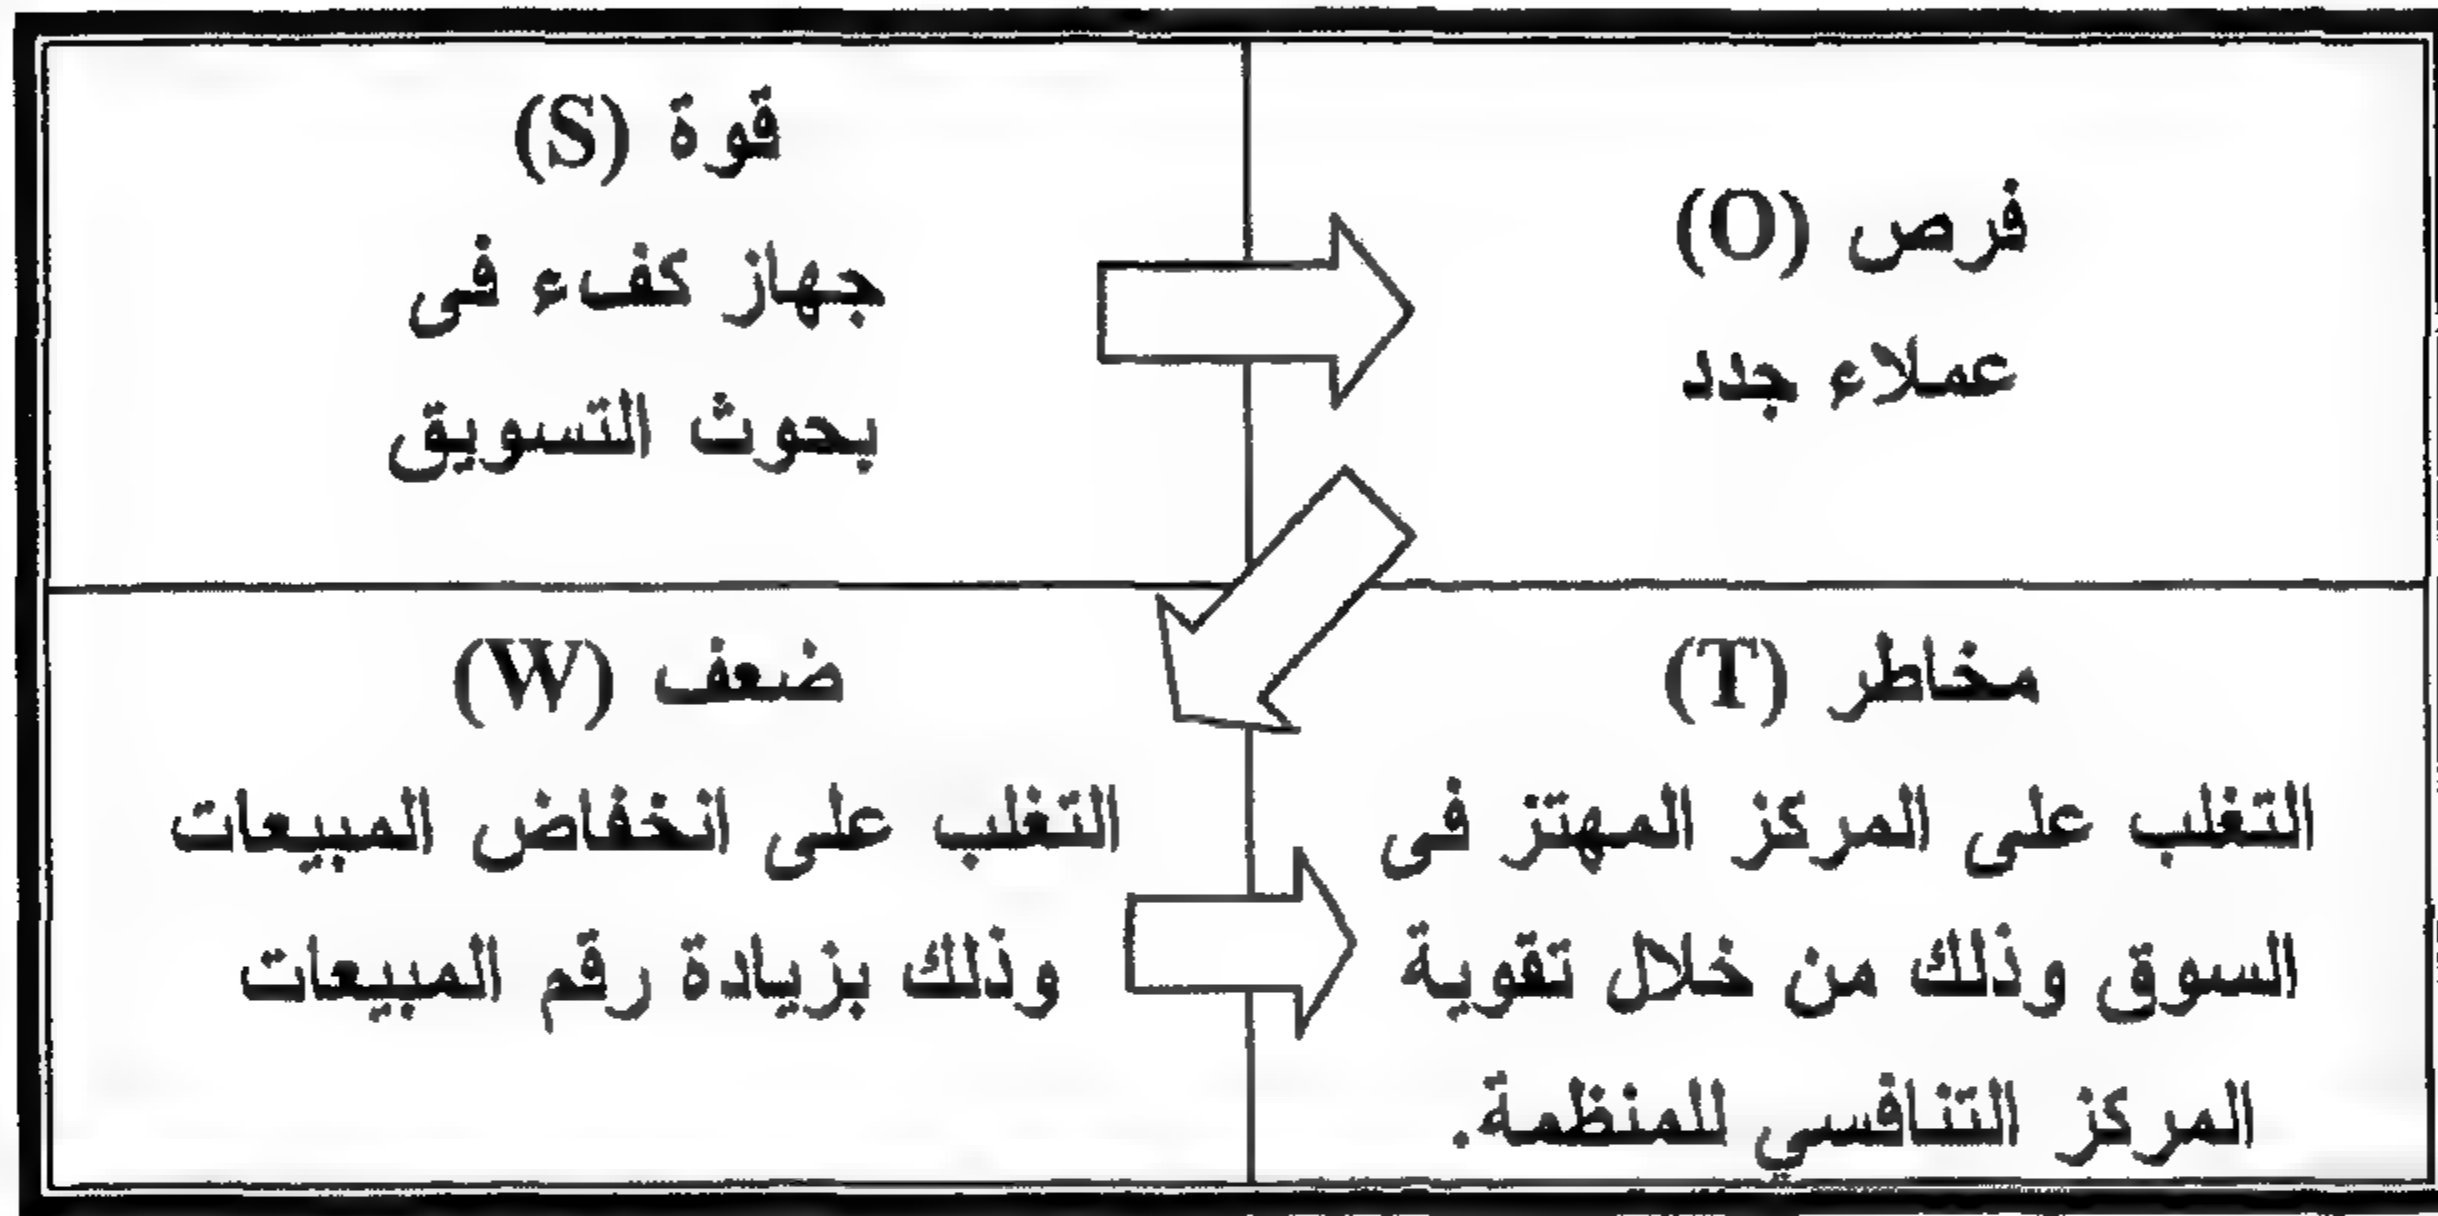 قوة (S)
جهاز كفء فى
بحوث التسويق
فرص (O)
عملاء جدد
ضعف (W)
التغلب على انخفاض المبيعات
وذلك بزيادة رقم المبيعات
مخاطر (T)
التغلب على المركز المهتز فى
السوق وذلك من خلال تقوية
المركز التنافسي للمنظمة.